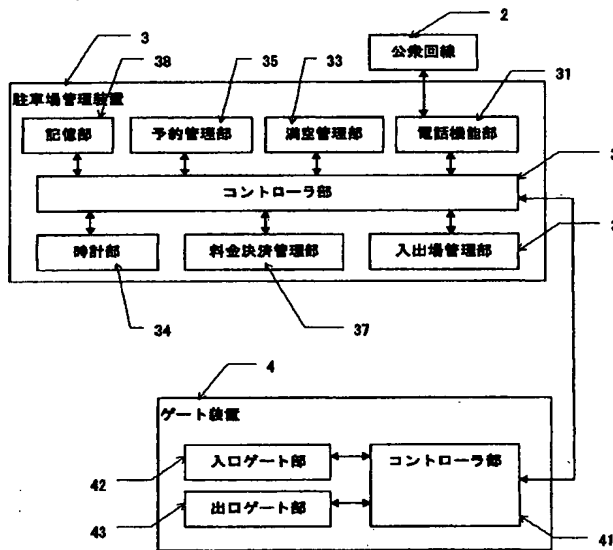 2
3
38
35
33
公衆回線
31
駐車場管理装置
記憶部
予約管理部
満空管理部
電話機能部
3
コントローラ部
3
時計部
料金決済管理部
入出場管理部
34
37
4
ゲート装置
入口ゲート部
コントローラ部
42
出口ゲート部
43
41